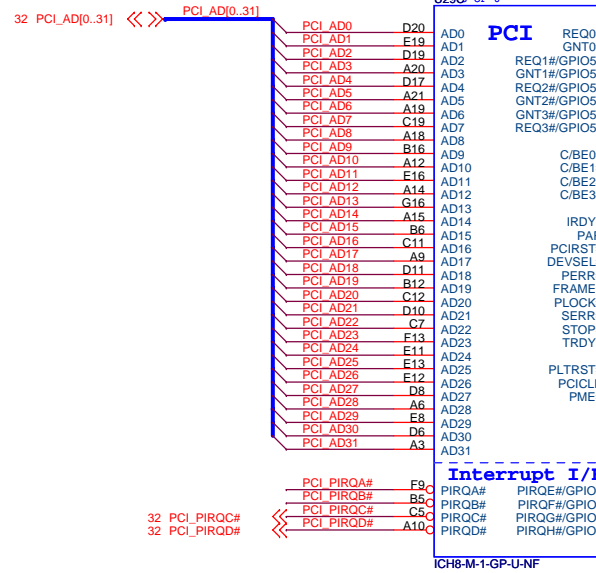 32 PCI_AD[0..31] PCI_AD[0..31]
PCI REQ0
PCI_AD0 D20 AD0 GNT0
PCI_AD1 E19 AD1 REQ1#/GPIO5
PCI_AD2 D19 AD2 GNT1#/GPIO5
PCI_AD3 A20 AD3 REQ2#/GPIO5
PCI_AD4 D17 AD4 GNT2#/GPIO5
PCI_AD5 A21 AD5 GNT3#/GPIO5
PCI_AD6 A19 AD6 REQ3#/GPIO5
PCI_AD7 C19 AD7
PCI_AD8 A18 AD8
PCI_AD9 B16 AD9 C/BE0
PCI_AD10 A12 AD10 C/BE1
PCI_AD11 E16 AD11 C/BE2
PCI_AD12 A14 AD12 C/BE3
PCI_AD13 G16 AD13
PCI_AD14 A15 AD14 IRDY
PCI_AD15 B6 AD15 PAR
PCI_AD16 C11 AD16 PCIRST
PCI_AD17 A9 AD17 DEVSEL
PCI_AD18 D11 AD18 PERR
PCI_AD19 B12 AD19 FRAME
PCI_AD20 C12 AD20 PLOCK
PCI_AD21 D10 AD21 SERR
PCI_AD22 C7 AD22 STOP
PCI_AD23 F13 AD23 TRDY
PCI_AD24 E11 AD24
PCI_AD25 E13 AD25 PLTRST
PCI_AD26 E12 AD26 PCICL
PCI_AD27 D8 AD27 PME
PCI_AD28 A6 AD28
PCI_AD29 E8 AD29
PCI_AD30 D6 AD30
PCI_AD31 A3 AD31
Interrupt I/
PCI_PIRQA# F9 PIRQA# PIRQE#/GPIO
PCI_PIRQB# B5 PIRQB# PIRQF#/GPIO
32 PCI_PIRQC# PCI_PIRQC# C5 PIRQC# PIRQG#/GPIO
32 PCI_PIRQD# PCI_PIRQD# A10 PIRQD# PIRQH#/GPIO
ICH8-M-1-GP-U-NF